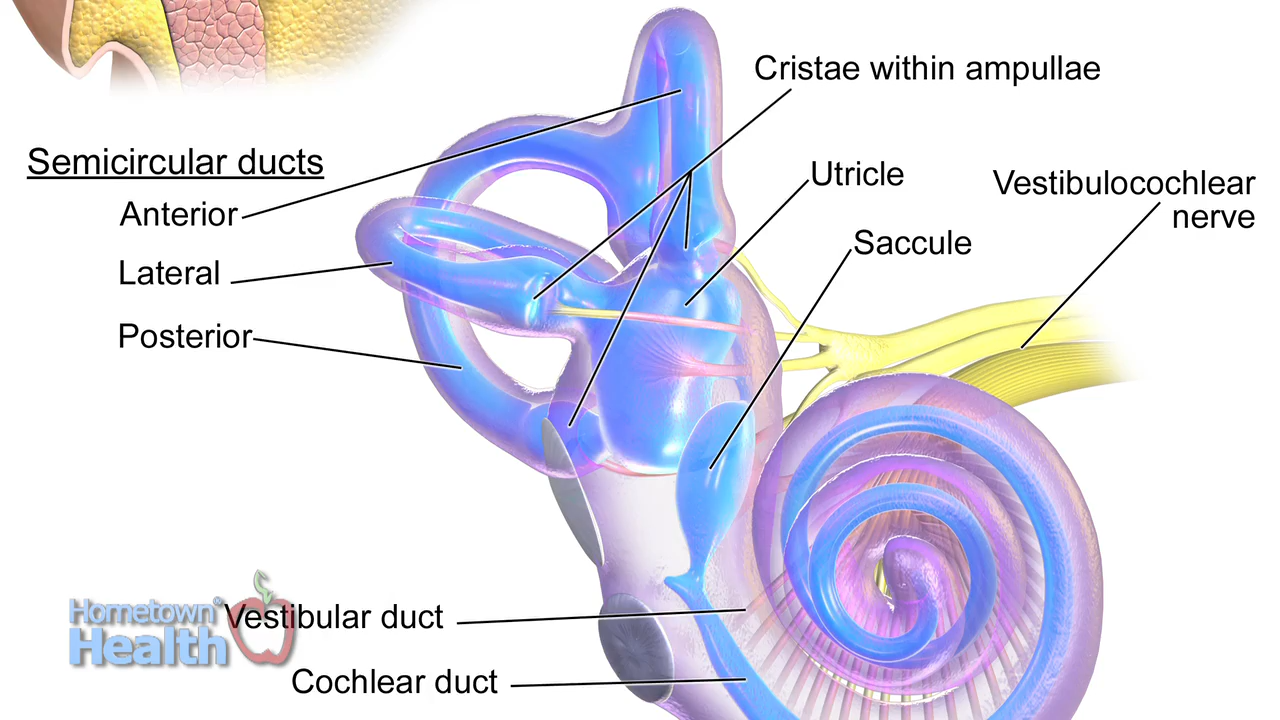 Cristae within ampullae
Semicircular ducts
Utricle
Vestibulocochlear
nerve
Anterior
Saccule
Lateral
Posterior
Hometown®
Health
Vestibular duct
Cochlear duct